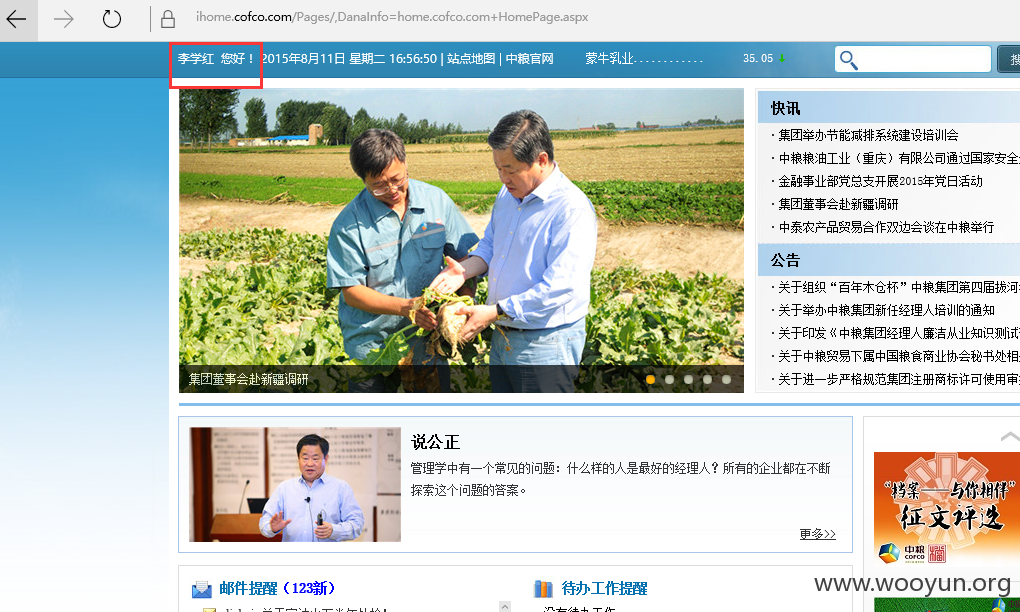 ihome.cofco.com/Pages/,DanaInfo=home.cofco.com+HomePage.aspx
李学红 您好！ 2015年8月11日 星期二 16:56:50 | 站点地图 | 中粮官网 蒙牛乳业............ 35.05
快讯
·集团举办节能减排系统建设培训会
·中粮粮油工业（重庆）有限公司通过国家安全
·金融事业部党总支开展2015年党日活动
·集团董事会赴新疆调研
·中泰农产品贸易合作双边会谈在中粮举行
公告
·关于组织“百年木仓杯”中粮集团第四届拔河
·关于举办中粮集团新任经理人培训的通知
·关于印发《中粮集团经理人廉洁从业知识测试
·关于中粮贸易下属中国粮食商业协会秘书处相
·关于进一步严格规范集团注册商标许可使用审
集团董事会赴新疆调研
说公正
管理学中有一个常见的问题：什么样的人是最好的经理人？所有的企业都在不断
探索这个问题的答案。
更多>>
“档案——与你相伴”
征文评选
中粮
COFCO
邮件提醒（123新）
待办工作提醒
没有待办工作
www.wooyun.org